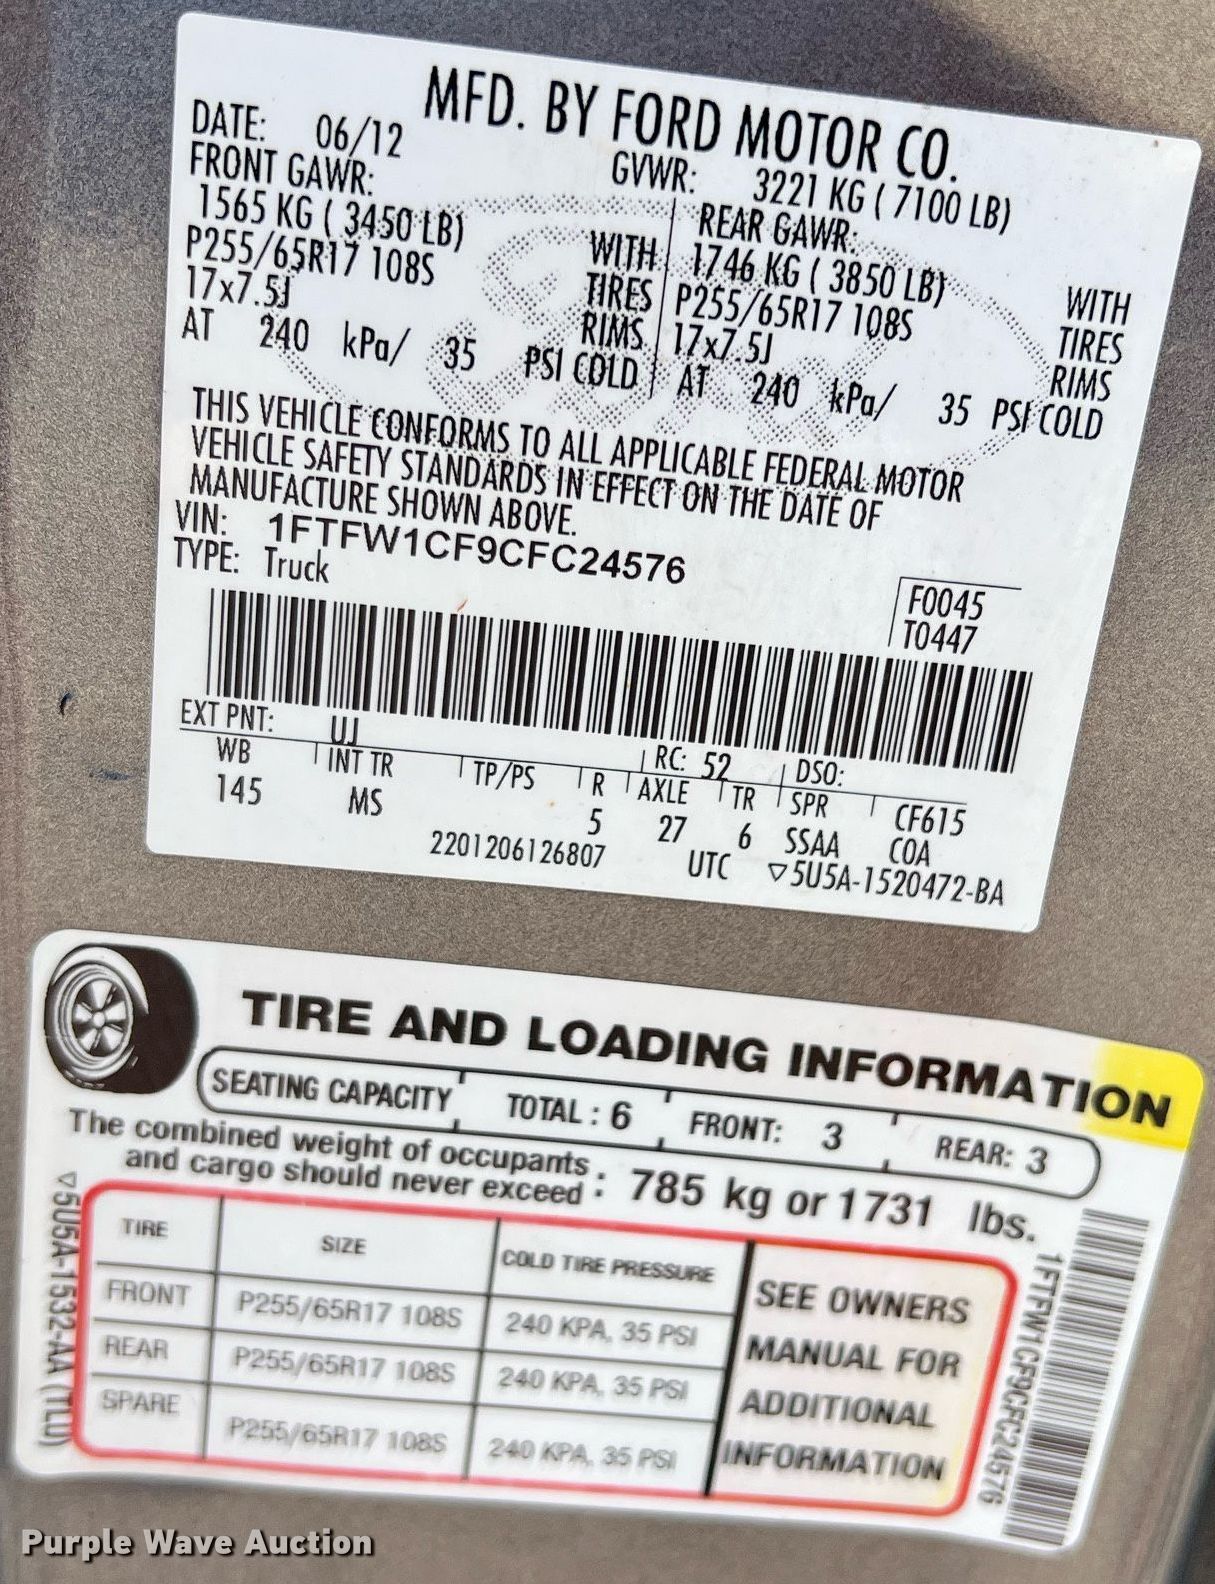 MFD. BY FORD MOTOR CO.
DATE: 06/12 GVWR: 3221 KG ( 7100 LB)
FRONT GAWR: REAR GAWR:
1565 KG ( 3450 LB) WITH 1746 KG ( 3850 LB) WITH
P255/65R17 108S TIRES P255/65R17 108S TIRES
17x7.5J RIMS 17x7.5J RIMS
AT 240 kPa/ 35 PSI COLD AT 240 kPa/ 35 PSI COLD
THIS VEHICLE CONFORMS TO ALL APPLICABLE FEDERAL MOTOR
VEHICLE SAFETY STANDARDS IN EFFECT ON THE DATE OF
MANUFACTURE SHOWN ABOVE.
VIN: 1FTFW1CF9CFC24576
TYPE: Truck
F0045
T0447
EXT PNT: UJ RC: 52 DSO:
WB INT TR TP/PS R AXLE TR SPR CF615
145 MS 5 27 6 SSAA COA
2201206126807 UTC ▽5U5A-1520472-BA
TIRE AND LOADING INFORMATION
SEATING CAPACITY TOTAL : 6 FRONT: 3 REAR: 3
The combined weight of occupants
and cargo should never exceed : 785 kg or 1731 lbs.
TIRE SIZE COLD TIRE PRESSURE
FRONT P255/65R17 108S 240 KPA, 35 PSI
REAR P255/65R17 108S 240 KPA, 35 PSI
SPARE P255/65R17 108S 240 KPA, 35 PSI
SEE OWNERS
MANUAL FOR
ADDITIONAL
INFORMATION
▽5U5A-1532-AA (TLU)
1FTFW1CF9CFC24576
Purple Wave Auction